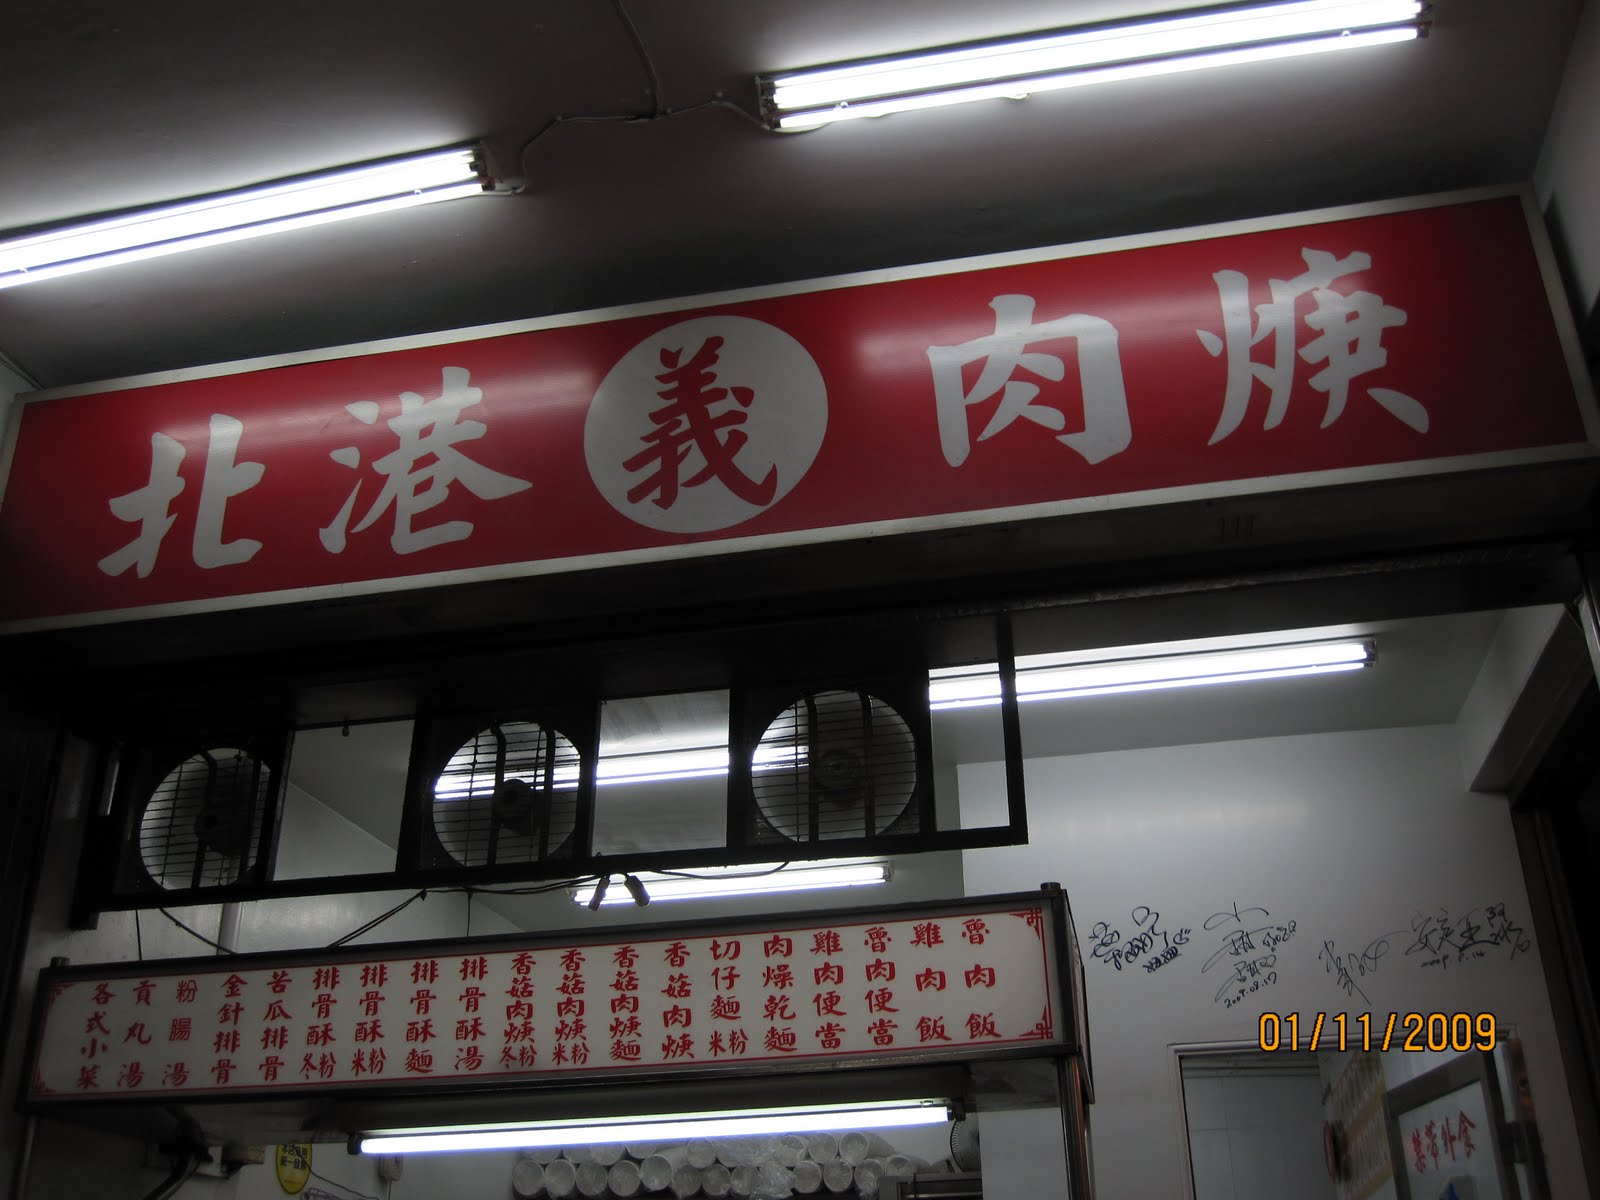 北港義肉焿
魯肉飯
雞肉飯
魯肉便當
雞肉便當
肉燥乾麵
切仔麵米粉
香菇肉焿
香菇肉焿麵
香菇肉焿米粉
香菇肉焿冬粉
排骨酥湯
排骨酥麵
排骨酥米粉
排骨酥冬粉
苦瓜排骨
金針排骨
粉腸湯
貢丸湯
各式小菜
2009.08.17
01/11/2009